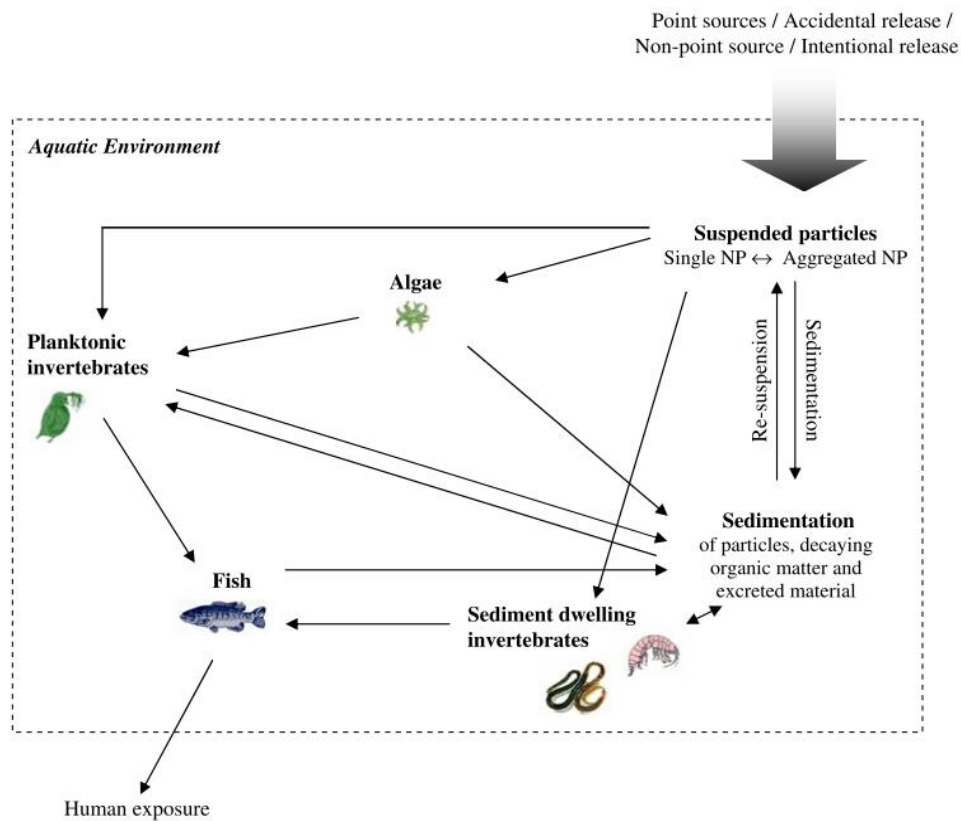 Point sources / Accidental release /
Non-point source / Intentional release
Aquatic Environment
Suspended particles
Single NP ↔ Aggregated NP
Algae
Planktonic
invertebrates
Re-suspension
Sedimentation
Sedimentation
of particles, decaying
organic matter and
excreted material
Fish
Sediment dwelling
invertebrates
Human exposure